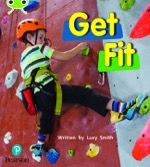 Get
Fit
Written by Lucy Smith
Pearson